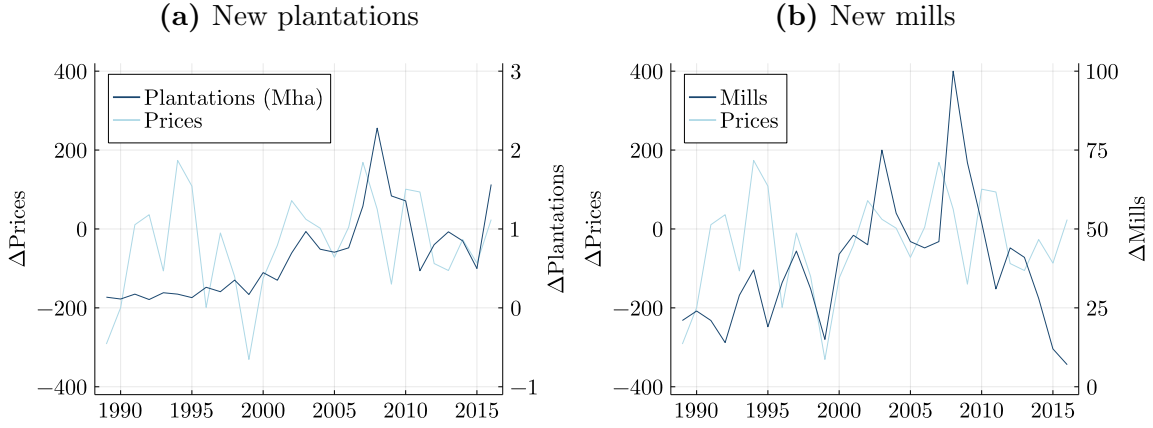 (a) New plantations
400
200
0
−200
−400
ΔPrices
Plantations (Mha)
Prices
3
2
1
0
−1
ΔPlantations
1990 1995 2000 2005 2010 2015
(b) New mills
400
200
0
−200
−400
ΔPrices
Mills
Prices
100
75
50
25
0
ΔMills
1990 1995 2000 2005 2010 2015